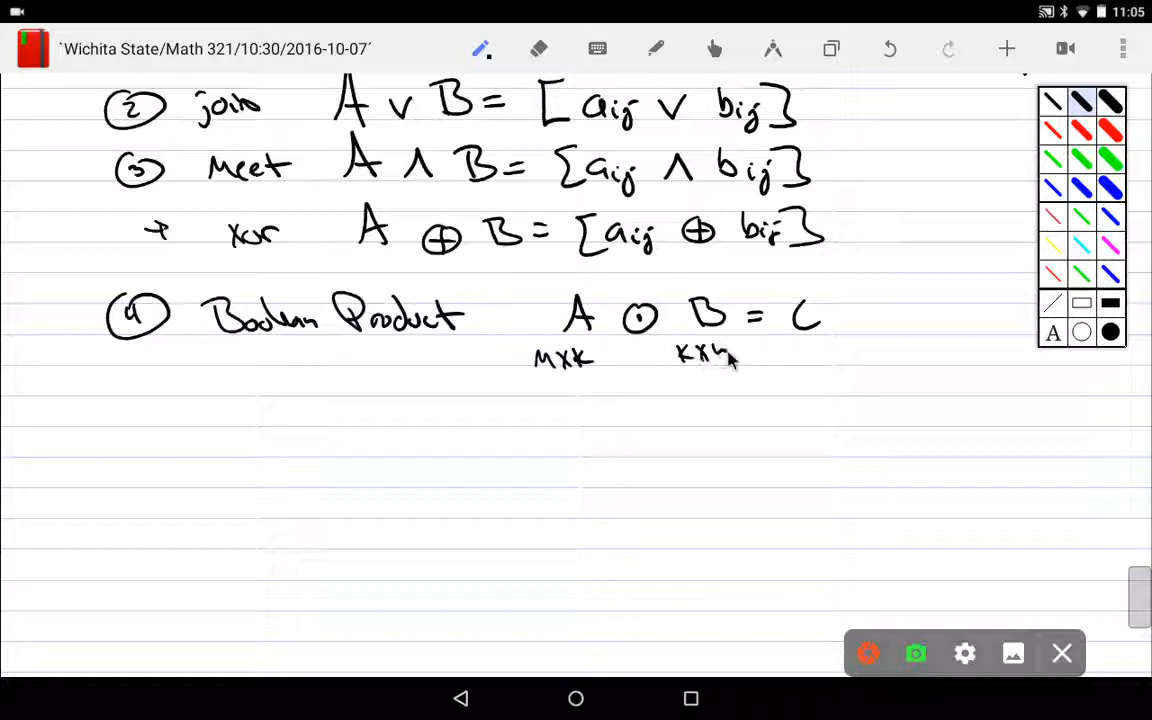 11:05
`Wichita State/Math 321/10:30/2016-10-07´
② join A ∨ B = [aij ∨ bij]
③ Meet A ∧ B = [aij ∧ bij]
→ xor A ⊕ B = [aij ⊕ bij]
④ Boolean Product A ⊙ B = C
M×K K×n
A